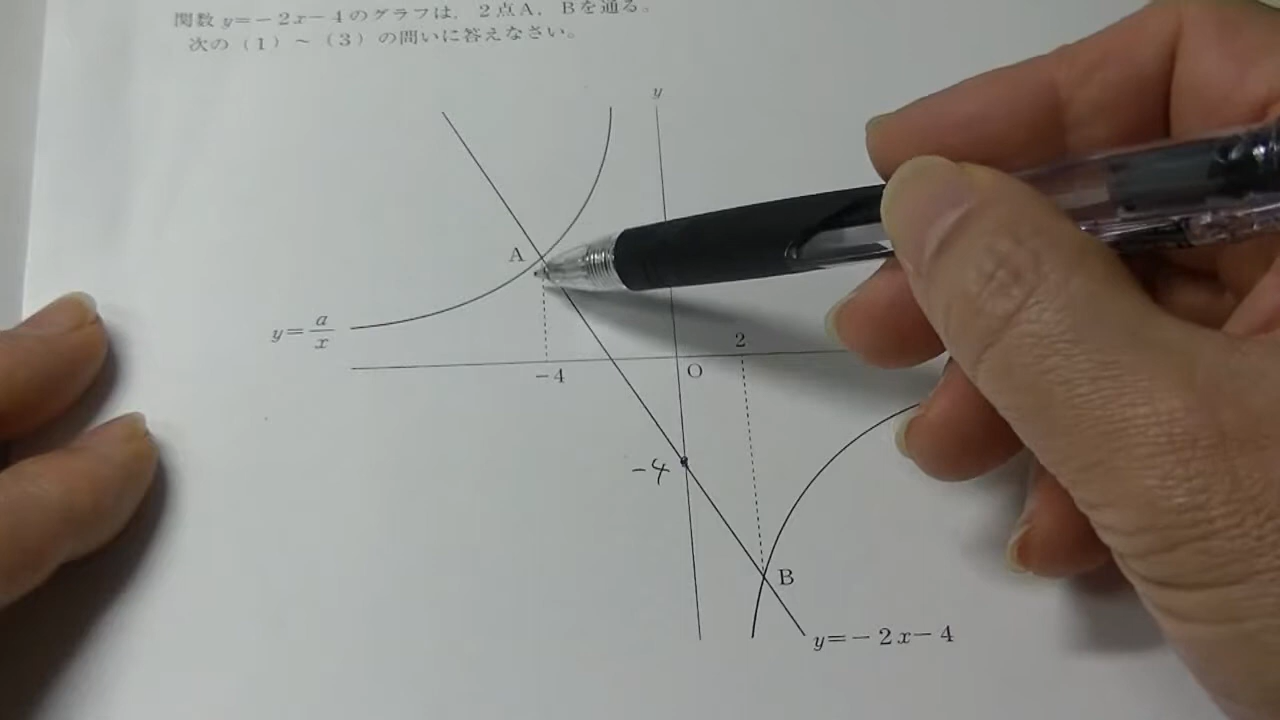 関数 y=－2x－4のグラフは，2点A，Bを通る。
次の（1）～（3）の問いに答えなさい。
y
A
y=a/x
2
－4
O
-4
B
y=－2x－4